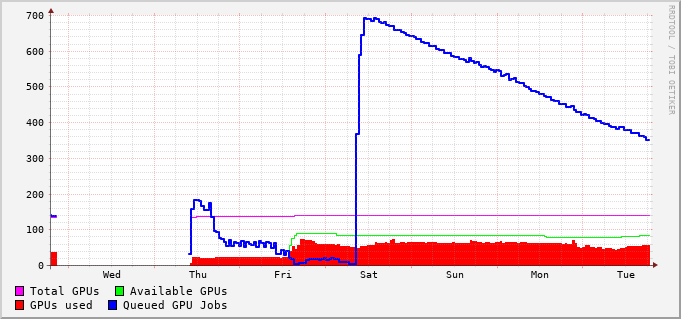 700
600
500
400
300
200
100
0
Wed Thu Fri Sat Sun Mon Tue
Total GPUs Available GPUs
GPUs used Queued GPU Jobs
RRDTOOL / TOBI OETIKER